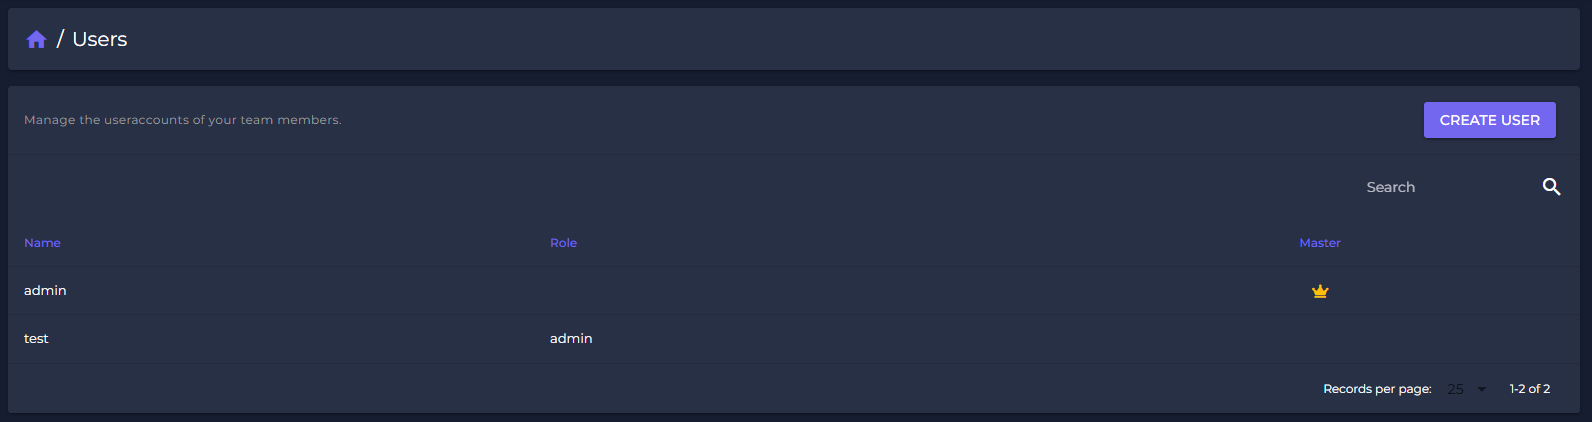 / Users
Manage the useraccounts of your team members.
CREATE USER
Search
Name Role Master
admin
test admin
Records per page: 25 1-2 of 2